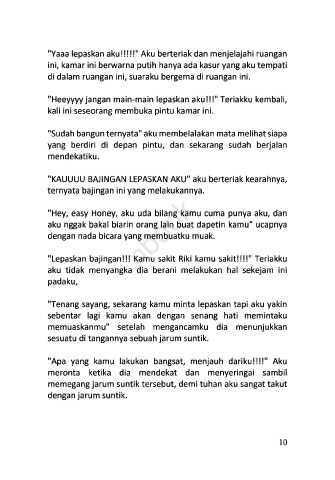 "Yaaa lepaskan aku!!!!!" Aku berteriak dan menjelajahi ruangan
ini, kamar ini berwarna putih hanya ada kasur yang aku tempati
di dalam ruangan ini, suaraku bergema di ruangan ini.
"Heeyyyy jangan main-main lepaskan aku!!!" Teriakku kembali,
kali ini seseorang membuka pintu kamar ini.
"Sudah bangun ternyata" aku membelalakan mata melihat siapa
yang berdiri di depan pintu, dan sekarang sudah berjalan
mendekatiku.
"KAUUUU BAJINGAN LEPASKAN AKU" aku berteriak kearahnya,
ternyata bajingan ini yang melakukannya.
"Hey, easy Honey, aku uda bilang kamu cuma punya aku, dan
aku nggak bakal biarin orang lain buat dapetin kamu" ucapnya
dengan nada bicara yang membuatku muak.
"Lepaskan bajingan!!! Kamu sakit Riki kamu sakit!!!!" Teriakku
aku tidak menyangka dia berani melakukan hal sekejam ini
padaku,
"Tenang sayang, sekarang kamu minta lepaskan tapi aku yakin
sebentar lagi kamu akan dengan senang hati memintaku
memuaskanmu" setelah mengancamku dia menunjukkan
sesuatu di tangannya sebuah jarum suntik.
"Apa yang kamu lakukan bangsat, menjauh dariku!!!!" Aku
meronta ketika dia mendekat dan menyeringai sambil
memegang jarum suntik tersebut, demi tuhan aku sangat takut
dengan jarum suntik.
10